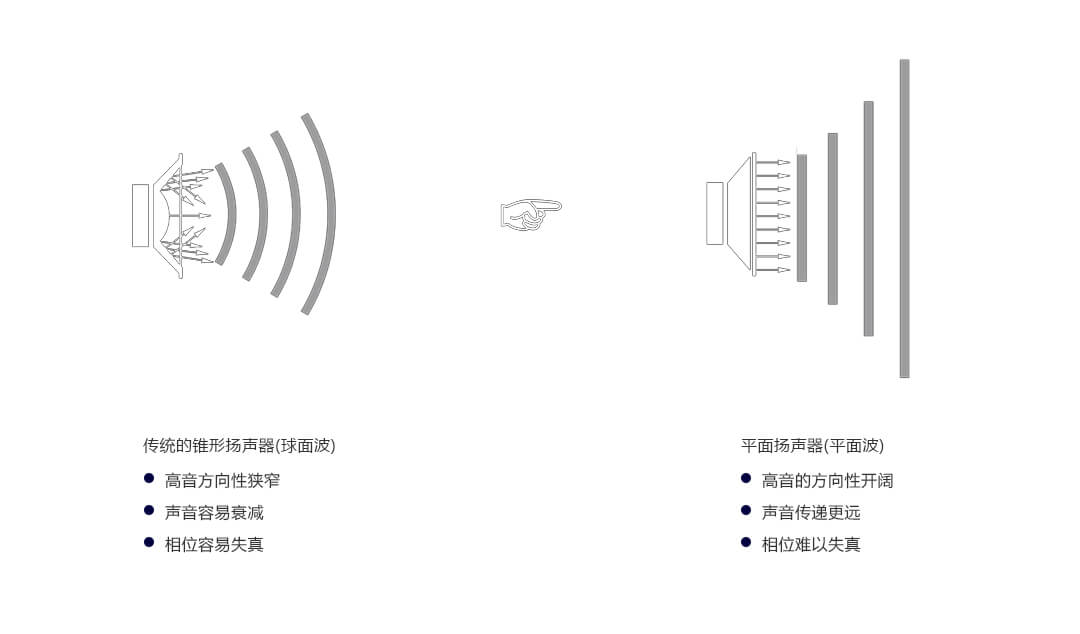 传统的锥形扬声器(球面波)
高音方向性狭窄
声音容易衰减
相位容易失真
平面扬声器(平面波)
高音的方向性开阔
声音传递更远
相位难以失真